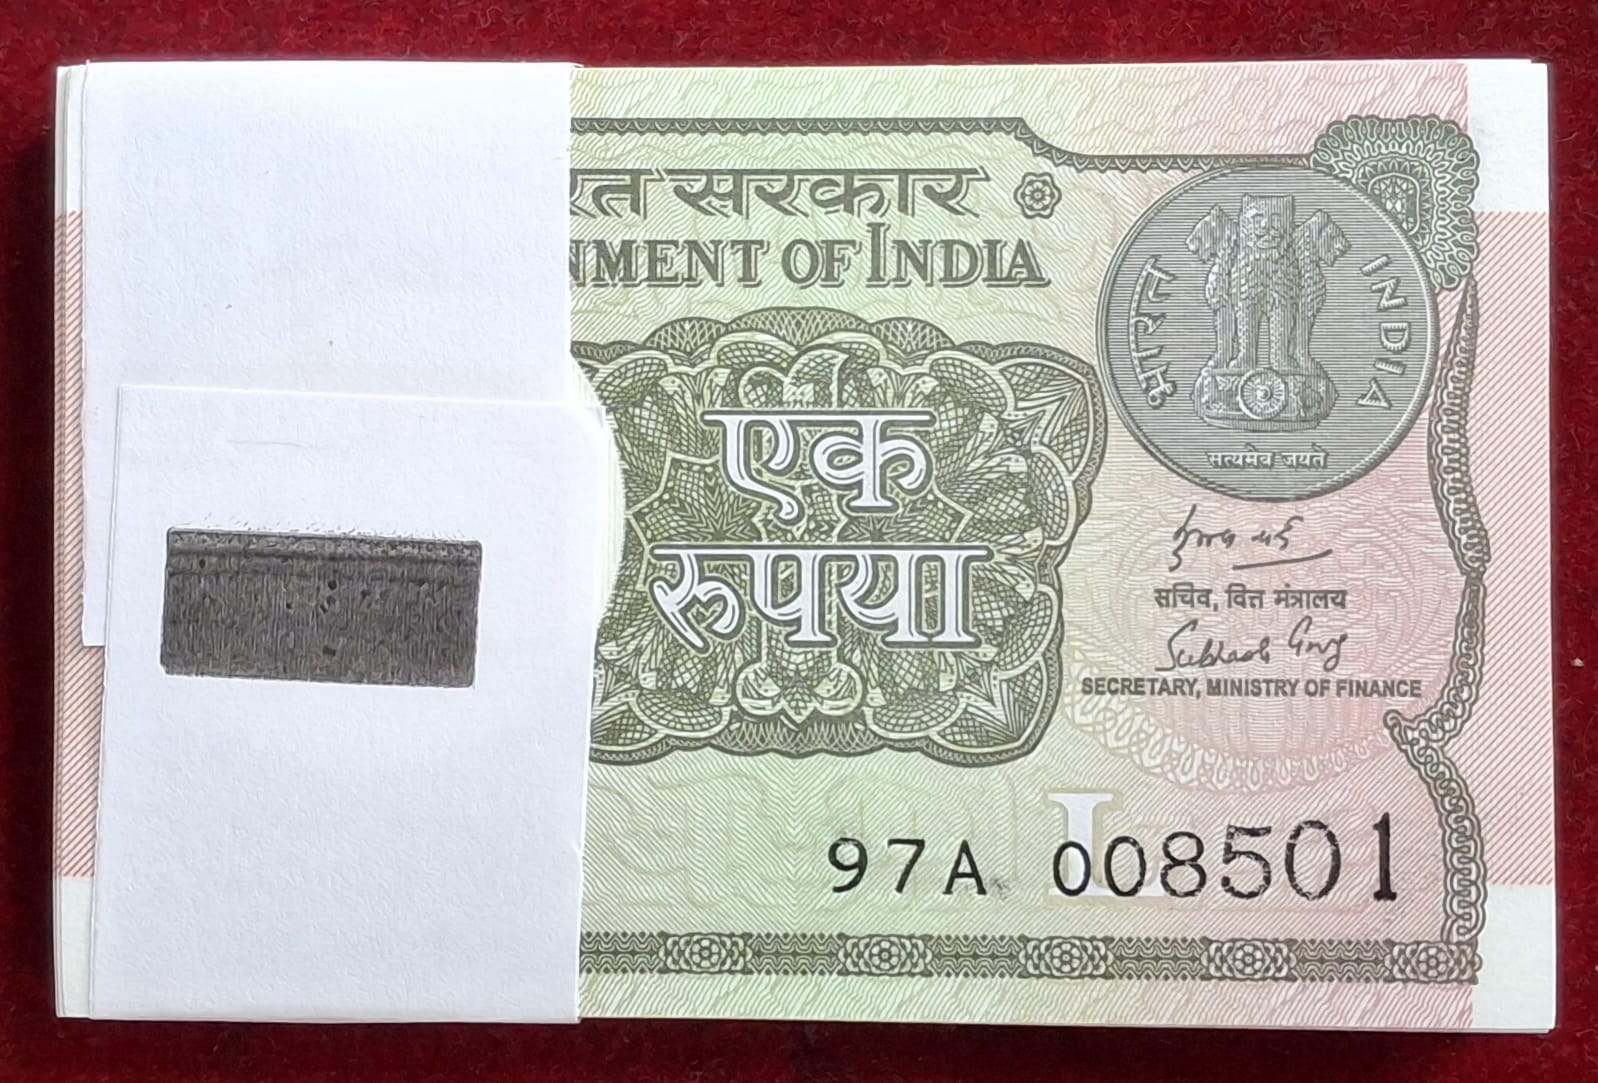 रत सरकार
NMENT OF INDIA
भारत
INDIA
सत्यमेव जयते
एक
रुपया
सचिव, वित्त मंत्रालय
Subhash Garg
SECRETARY, MINISTRY OF FINANCE
L
97A 008501